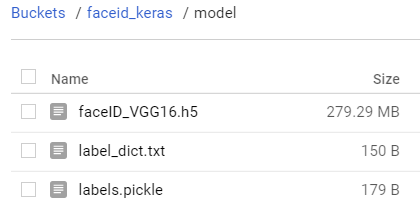 Buckets / faceid_keras / model
Name Size
faceID_VGG16.h5 279.29 MB
label_dict.txt 150 B
labels.pickle 179 B